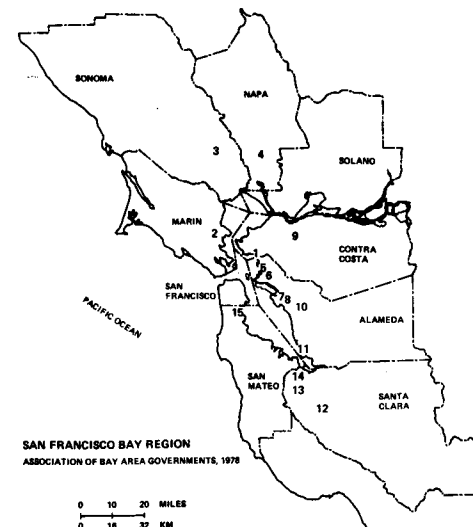 SONOMA
NAPA
SOLANO
3
4
MARIN
2
9
CONTRA
COSTA
1
5
6
SAN
FRANCISCO
7 8
10
15
ALAMEDA
PACIFIC OCEAN
11
14
13
SAN
MATEO
12
SANTA
CLARA
SAN FRANCISCO BAY REGION
ASSOCIATION OF BAY AREA GOVERNMENTS, 1978
0 10 20 MILES
0 16 32 KM